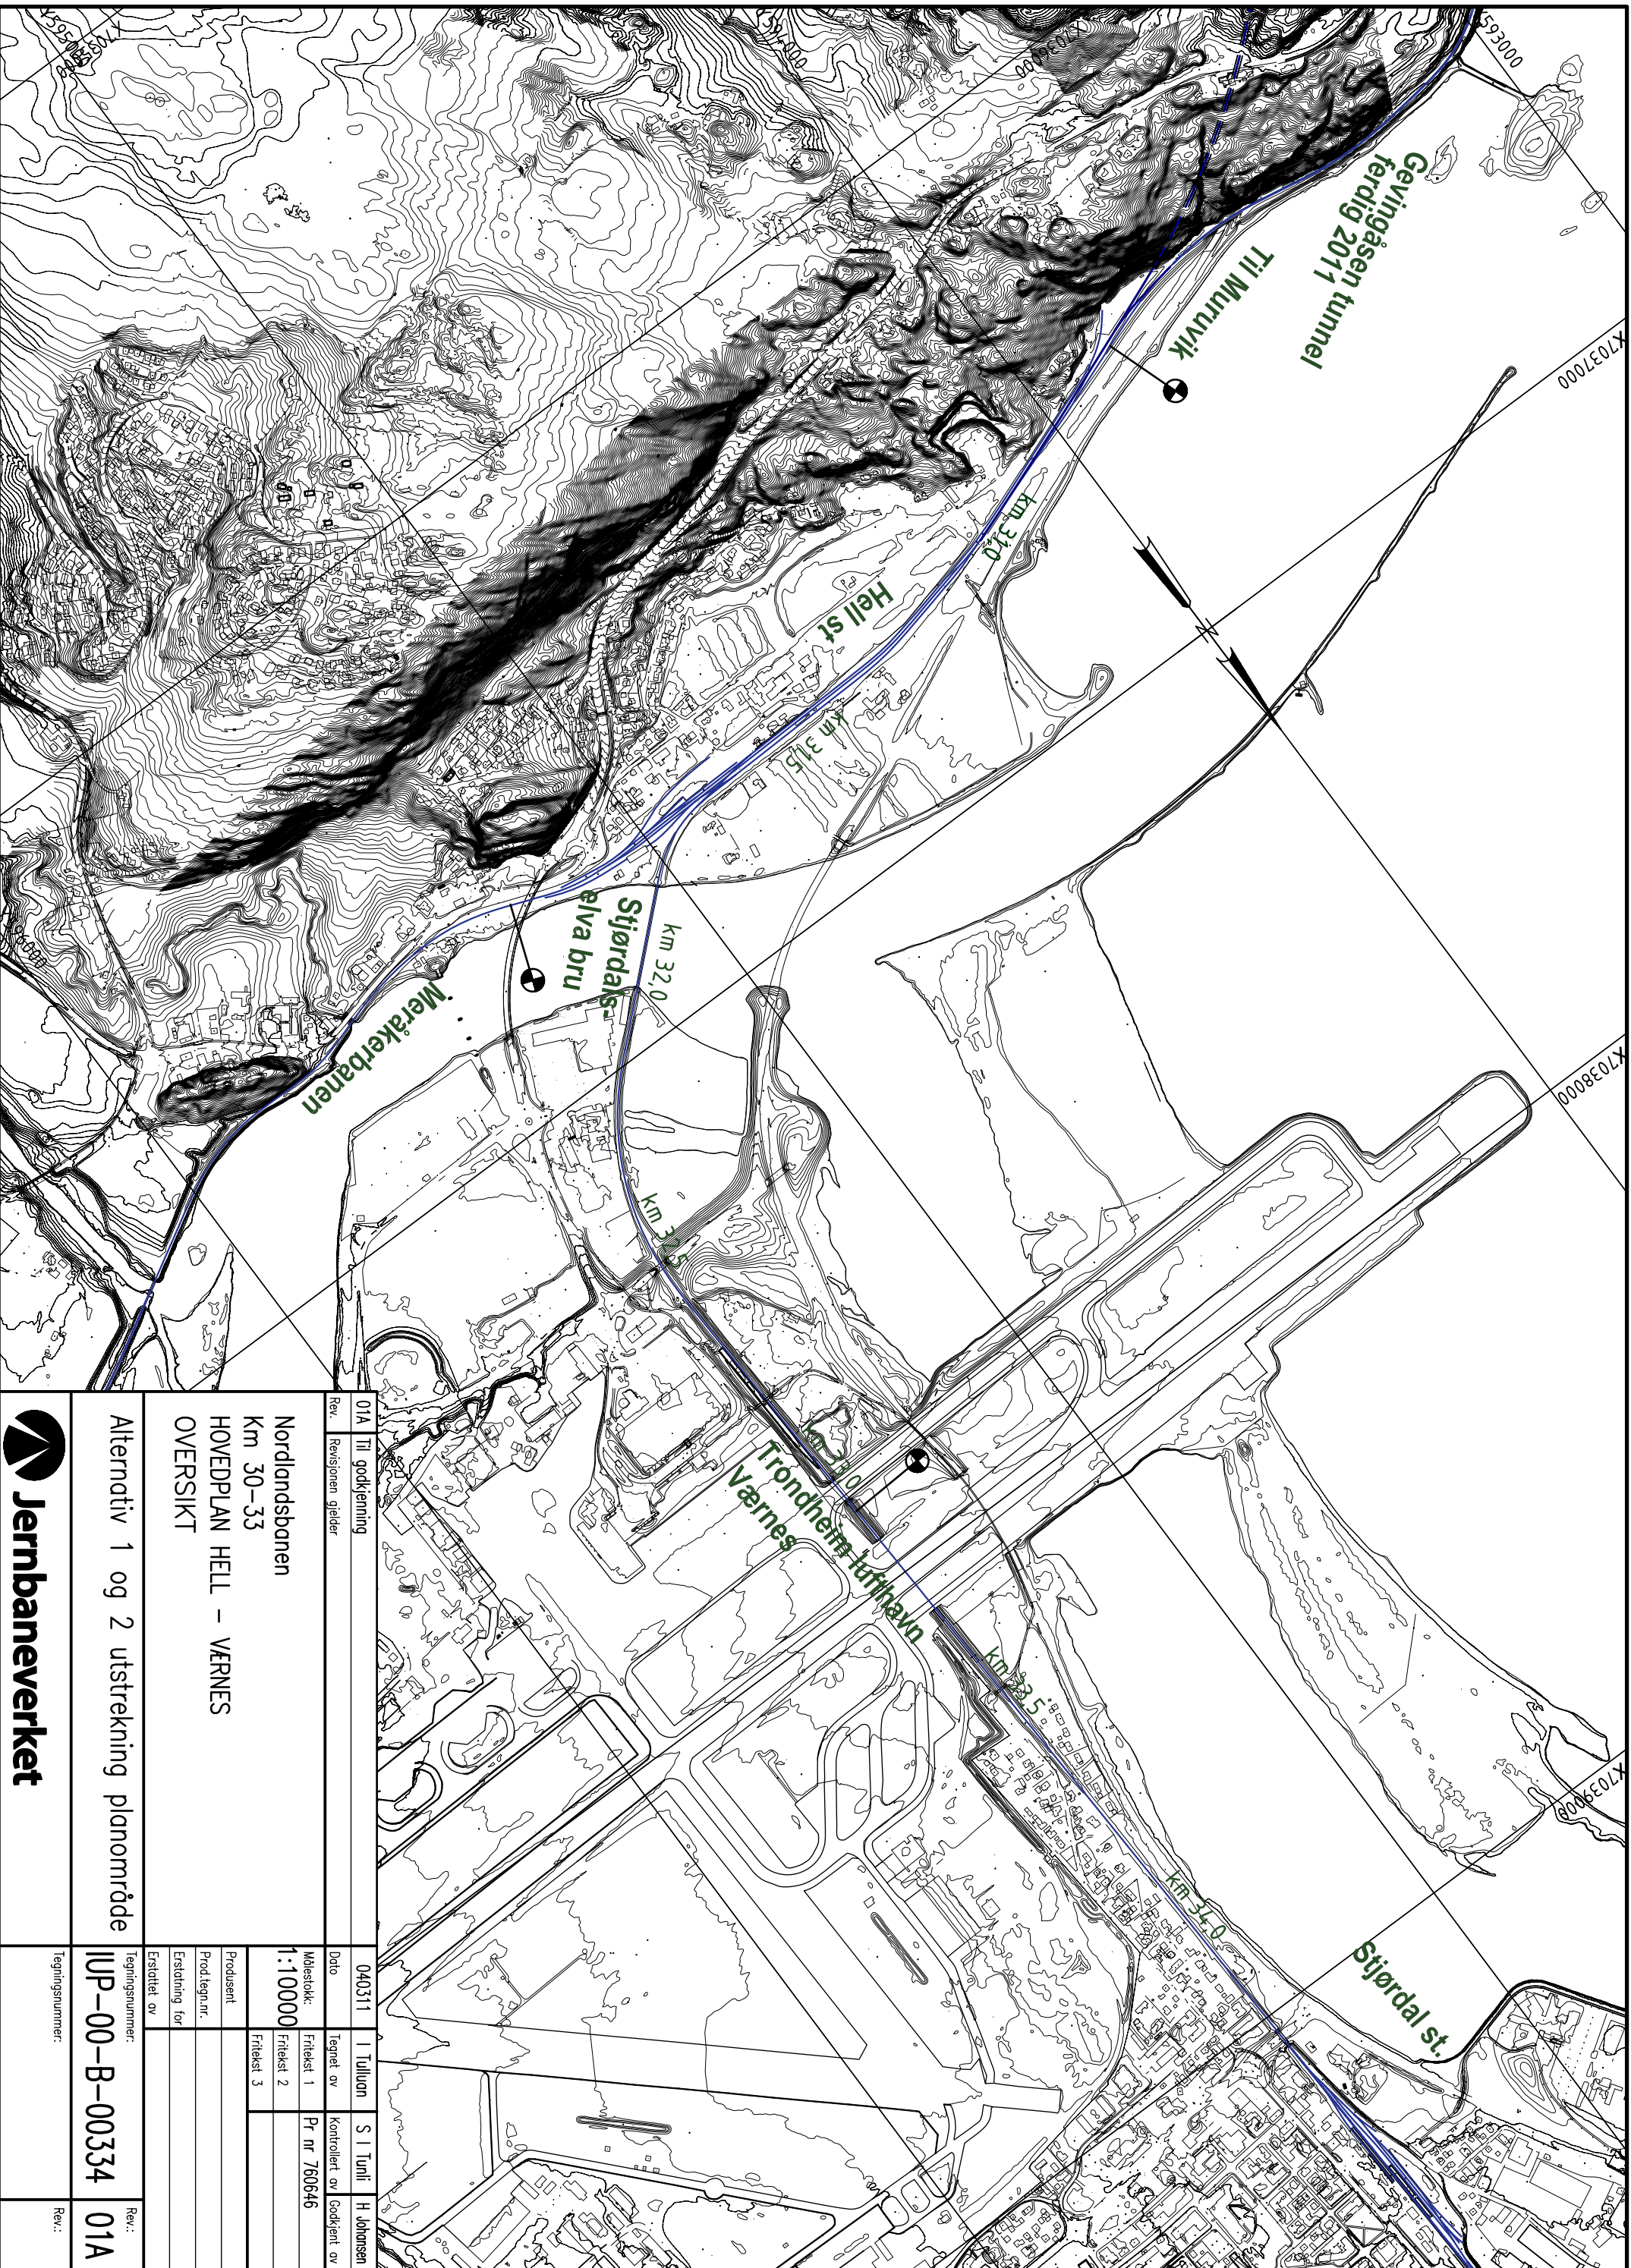 X593000
Gevingåsen tunnel
ferdig 2011
Til Muruvik
X7037000
X7036000
km 31,0
Hell st
N
km 31,5
X7038000
Stjørdals-
elva bru
km 32,0
Meråkerbanen
km 32,5
km 33,0
Trondheim lufthavn
Værnes
km 33,5
X7039000
km 34,0
Stjørdal st.
01A Til godkjenning 040311 I Tuluan S I Tunli H Johansen
Rev. Revisjonen gjelder Dato Tegnet av Kontrollert av Godkjent av
Nordlandsbanen
Km 30-33
HOVEDPLAN HELL - VÆRNES
OVERSIKT
Målestokk:
1:10000
Fritekst 1
Pr nr 760646
Fritekst 2
Fritekst 3
Produsent
Prod.tegn.nr.
Erstatning for
Erstattet av
Alternativ 1 og 2 utstrekning planområde
Tegningsnummer:
IUP-00-B-00334
Rev.:
01A
Jernbaneverket
Tegningsnummer:
Rev.: